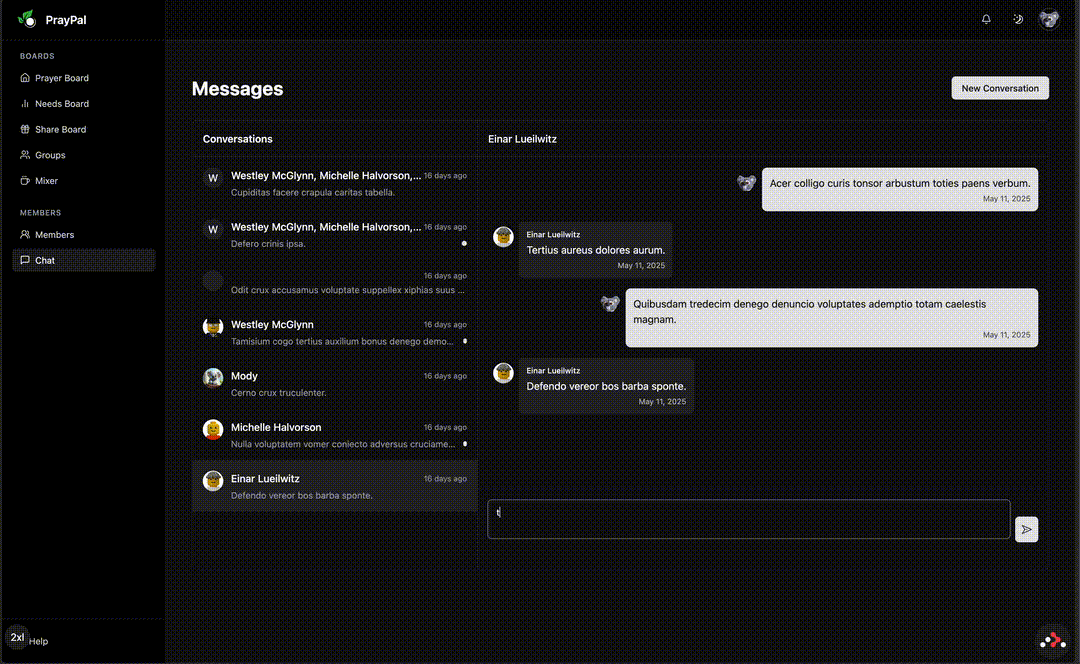 PrayPal
BOARDS
Prayer Board
Needs Board
Share Board
Groups
Mixer
MEMBERS
Members
Chat
2xl
Help
Messages
New Conversation
Conversations
W
Westley McGlynn, Michelle Halvorson,... 16 days ago
Cupiditas facere crapula caritas tabella.
W
Westley McGlynn, Michelle Halvorson,... 16 days ago
Defero crinis ipsa.
16 days ago
Odit crux accusamus voluptate suppellex xiphias suus ...
Westley McGlynn 16 days ago
Tamisium cogo tertius auxilium bonus denego demo...
Mody 16 days ago
Cerno crux truculenter.
Michelle Halvorson 16 days ago
Nulla voluptatem vomer coniecto adversus cruciame...
Einar Lueilwitz 16 days ago
Defendo vereor bos barba sponte.
Einar Lueilwitz
Acer colligo curis tonsor arbustum toties paens verbum.
May 11, 2025
Einar Lueilwitz
Tertius aureus dolores aurum.
May 11, 2025
Quibusdam tredecim denego denuncio voluptates ademptio totam caelestis
magnam.
May 11, 2025
Einar Lueilwitz
Defendo vereor bos barba sponte.
May 11, 2025
t